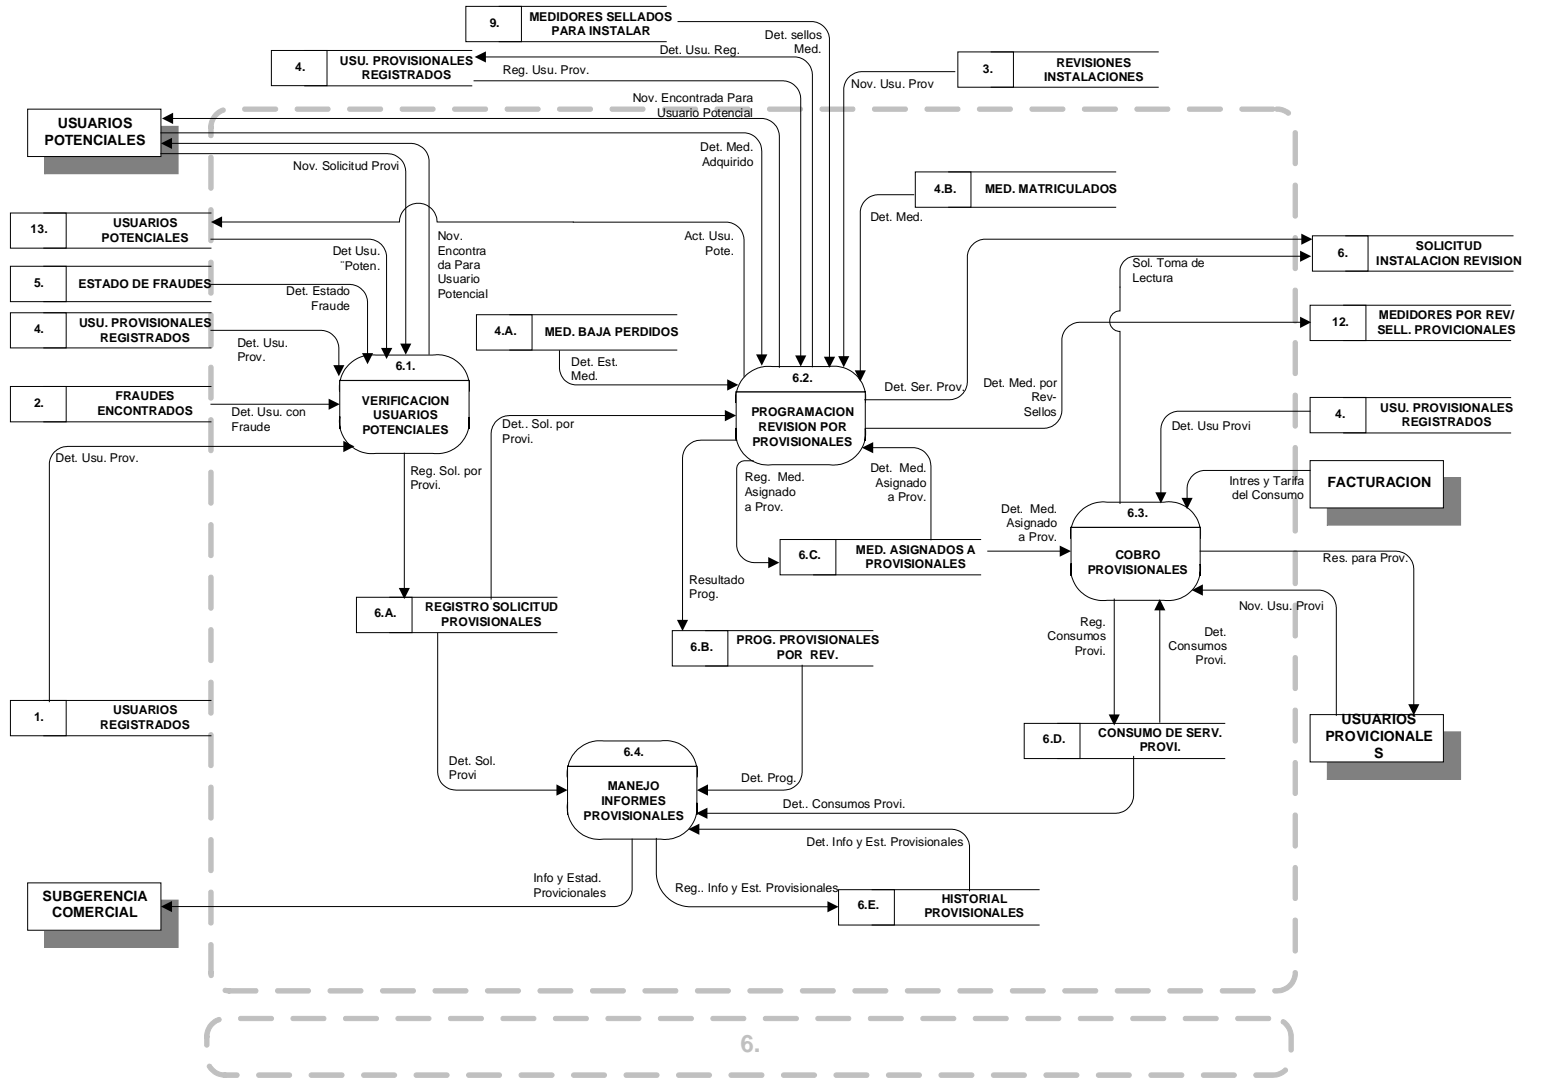 9.
MEDIDORES SELLADOS
PARA INSTALAR
Det. sellos
Med.
4.
USU. PROVISIONALES
REGISTRADOS
Det. Usu. Reg.
Reg. Usu. Prov.
3.
REVISIONES
INSTALACIONES
Nov. Usu. Prov
Nov. Encontrada Para
Usuario Potencial
USUARIOS
POTENCIALES
Nov. Solicitud Provi
Det. Med.
Adquirido
4.B.
MED. MATRICULADOS
Det. Med.
13.
USUARIOS
POTENCIALES
Det Usu.
¨Poten.
Nov.
Encontra
da Para
Usuario
Potencial
Act. Usu.
Pote.
6.
SOLICITUD
INSTALACION REVISION
Sol. Toma de
Lectura
5.
ESTADO DE FRAUDES
Det. Estado
Fraude
4.
USU. PROVISIONALES
REGISTRADOS
Det. Usu.
Prov.
4.A.
MED. BAJA PERDIDOS
Det. Est.
Med.
12.
MEDIDORES POR REV/
SELL. PROVICIONALES
6.1.
VERIFICACION
USUARIOS
POTENCIALES
6.2.
PROGRAMACION
REVISION POR
PROVISIONALES
Det. Ser. Prov.
Det. Med. por
Rev-
Sellos
2.
FRAUDES
ENCONTRADOS
Det. Usu. con
Fraude
4.
USU. PROVISIONALES
REGISTRADOS
Det. Usu Provi
Det. Usu. Prov.
Det.. Sol. por
Provi.
Reg. Sol. por
Provi.
Reg. Med.
Asignado
a Prov.
Det. Med.
Asignado
a Prov.
Intres y Tarifa
del Consumo
FACTURACION
Det. Med.
Asignado
a Prov.
6.3.
COBRO
PROVISIONALES
6.C.
MED. ASIGNADOS A
PROVISIONALES
Res. para Prov.
Resultado
Prog.
Nov. Usu. Provi
6.A.
REGISTRO SOLICITUD
PROVISIONALES
6.B.
PROG. PROVISIONALES
POR REV.
Reg.
Consumos
Provi.
Det.
Consumos
Provi.
1.
USUARIOS
REGISTRADOS
6.D.
CONSUMO DE SERV.
PROVI.
USUARIOS
PROVICIONALE
S
6.4.
MANEJO
INFORMES
PROVISIONALES
Det. Sol.
Provi
Det. Prog.
Det.. Consumos Provi.
Det. Info y Est. Provisionales
Info y Estad.
Provicionales
Reg.. Info y Est. Provisionales
SUBGERENCIA
COMERCIAL
6.E.
HISTORIAL
PROVISIONALES
6.